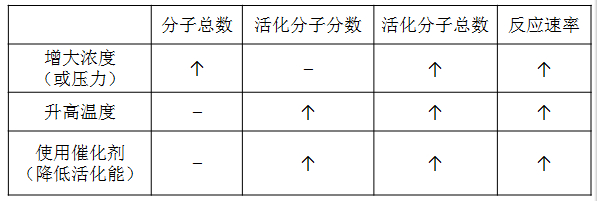 分子总数 活化分子分数 活化分子总数 反应速率
增大浓度
（或压力） ↑ – ↑ ↑
升高温度 – ↑ ↑ ↑
使用催化剂
（降低活化能） – ↑ ↑ ↑